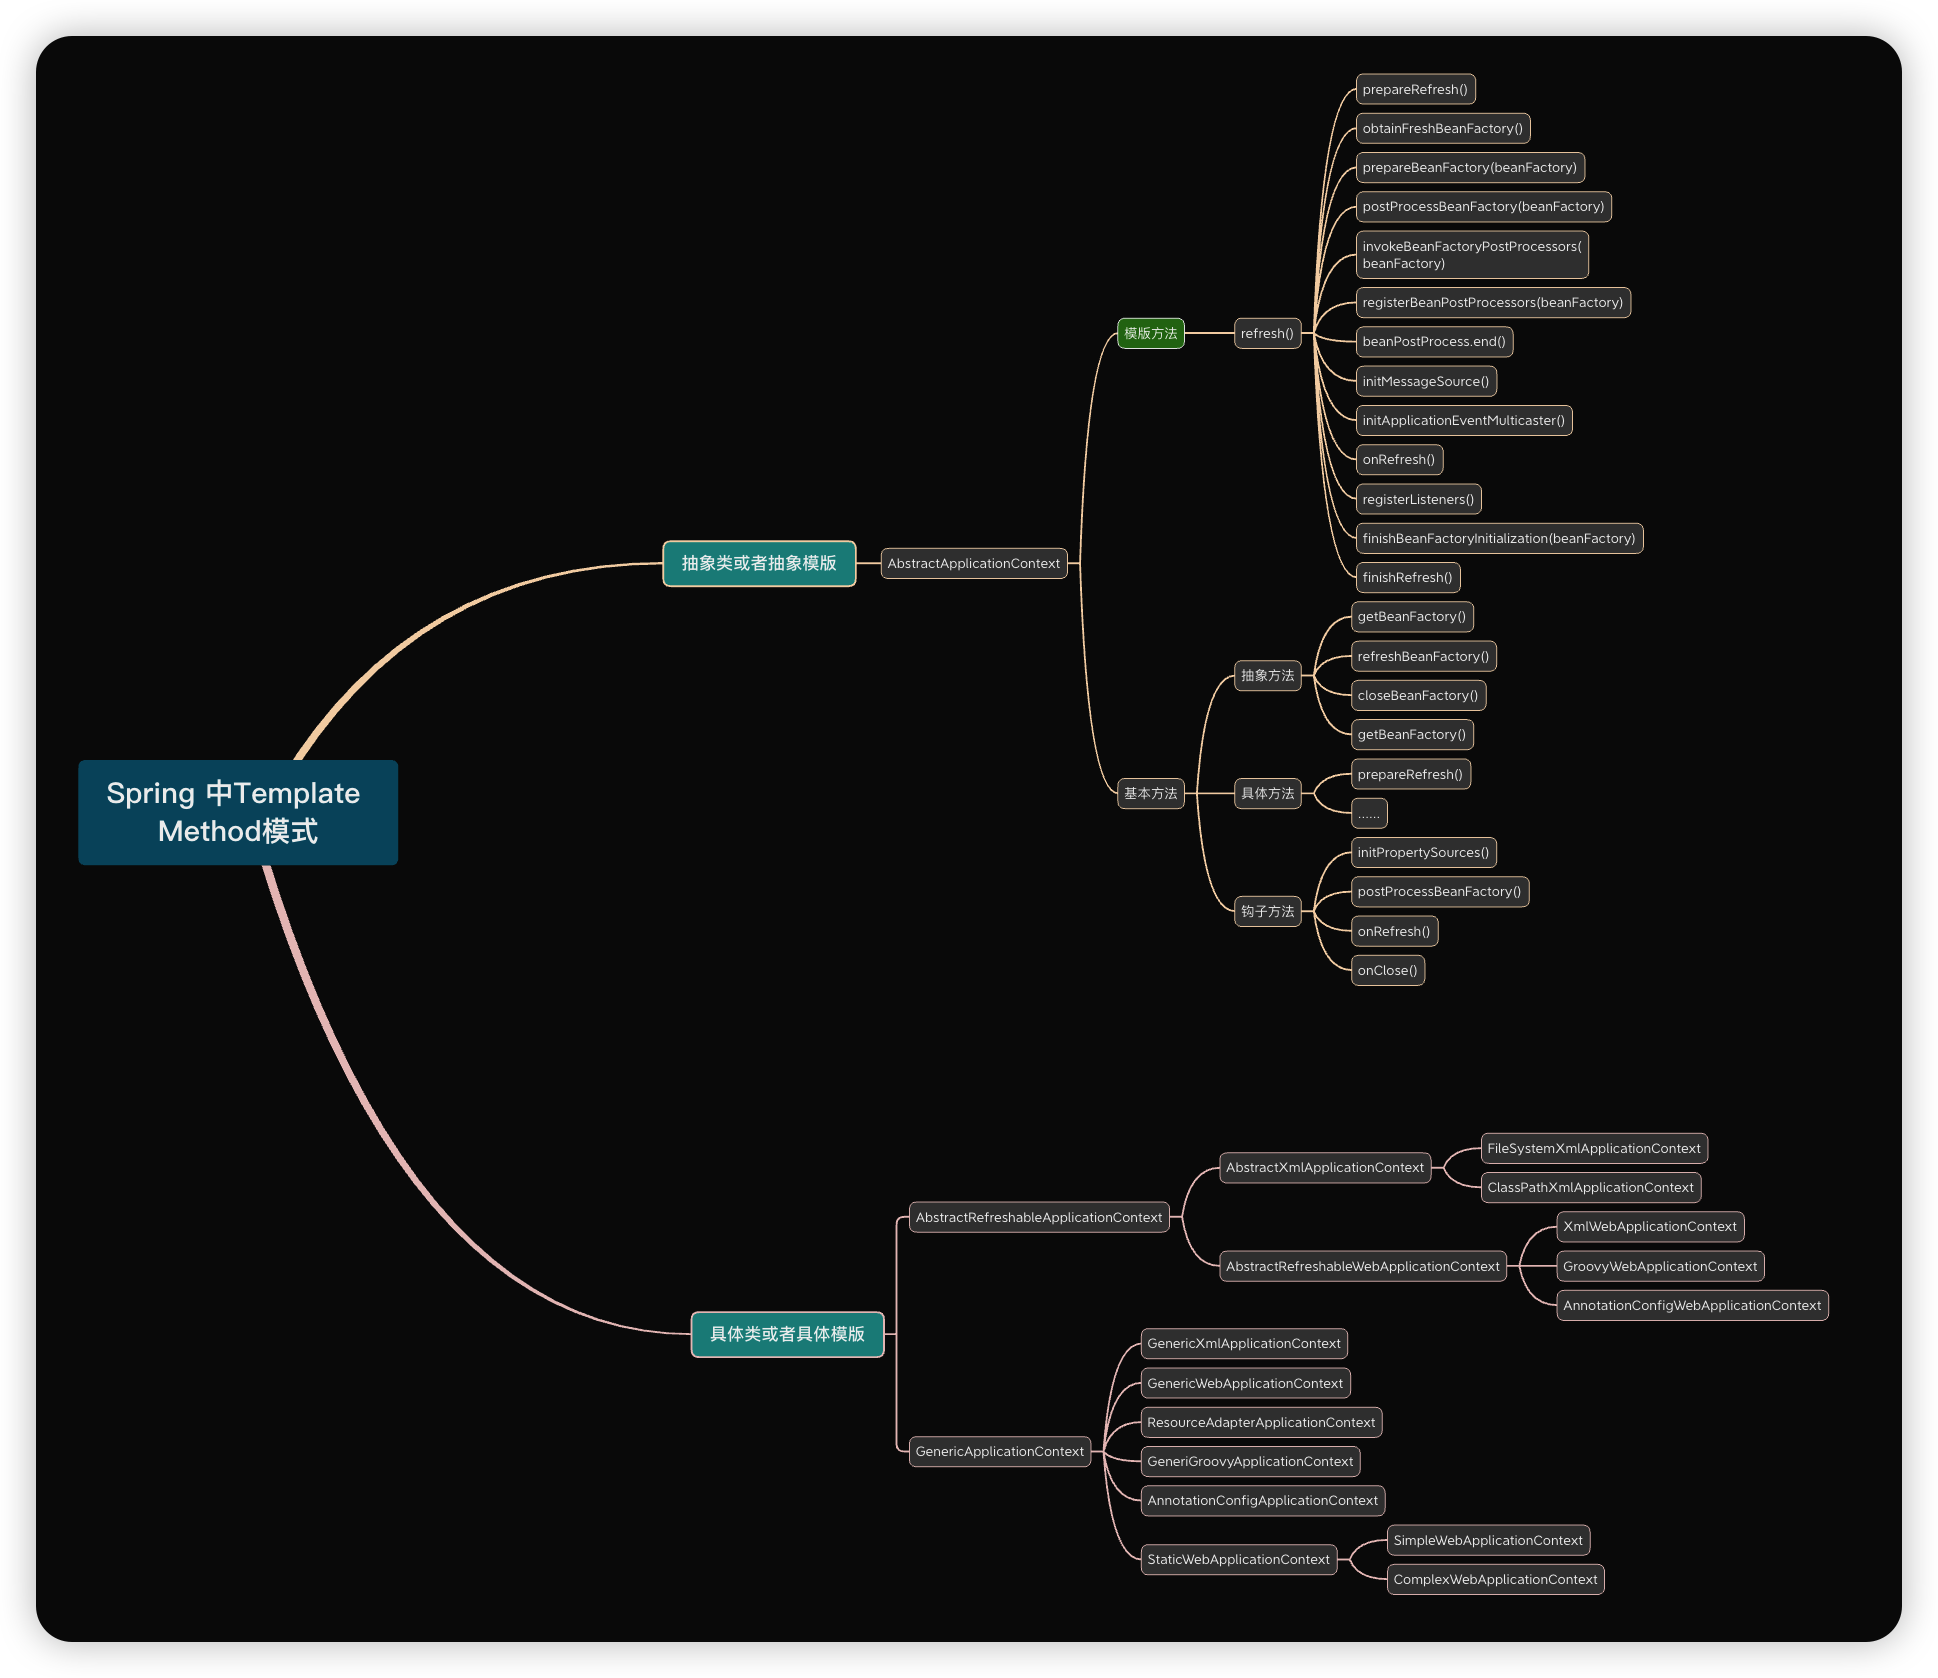 Spring 中Template
Method模式
抽象类或者抽象模版
AbstractApplicationContext
模版方法
refresh()
prepareRefresh()
obtainFreshBeanFactory()
prepareBeanFactory(beanFactory)
postProcessBeanFactory(beanFactory)
invokeBeanFactoryPostProcessors(
beanFactory)
registerBeanPostProcessors(beanFactory)
beanPostProcess.end()
initMessageSource()
initApplicationEventMulticaster()
onRefresh()
registerListeners()
finishBeanFactoryInitialization(beanFactory)
finishRefresh()
基本方法
抽象方法
getBeanFactory()
refreshBeanFactory()
closeBeanFactory()
getBeanFactory()
具体方法
prepareRefresh()
......
钩子方法
initPropertySources()
postProcessBeanFactory()
onRefresh()
onClose()
具体类或者具体模版
AbstractRefreshableApplicationContext
AbstractXmlApplicationContext
FileSystemXmlApplicationContext
ClassPathXmlApplicationContext
AbstractRefreshableWebApplicationContext
XmlWebApplicationContext
GroovyWebApplicationContext
AnnotationConfigWebApplicationContext
GenericApplicationContext
GenericXmlApplicationContext
GenericWebApplicationContext
ResourceAdapterApplicationContext
GeneriGroovyApplicationContext
AnnotationConfigApplicationContext
StaticWebApplicationContext
SimpleWebApplicationContext
ComplexWebApplicationContext